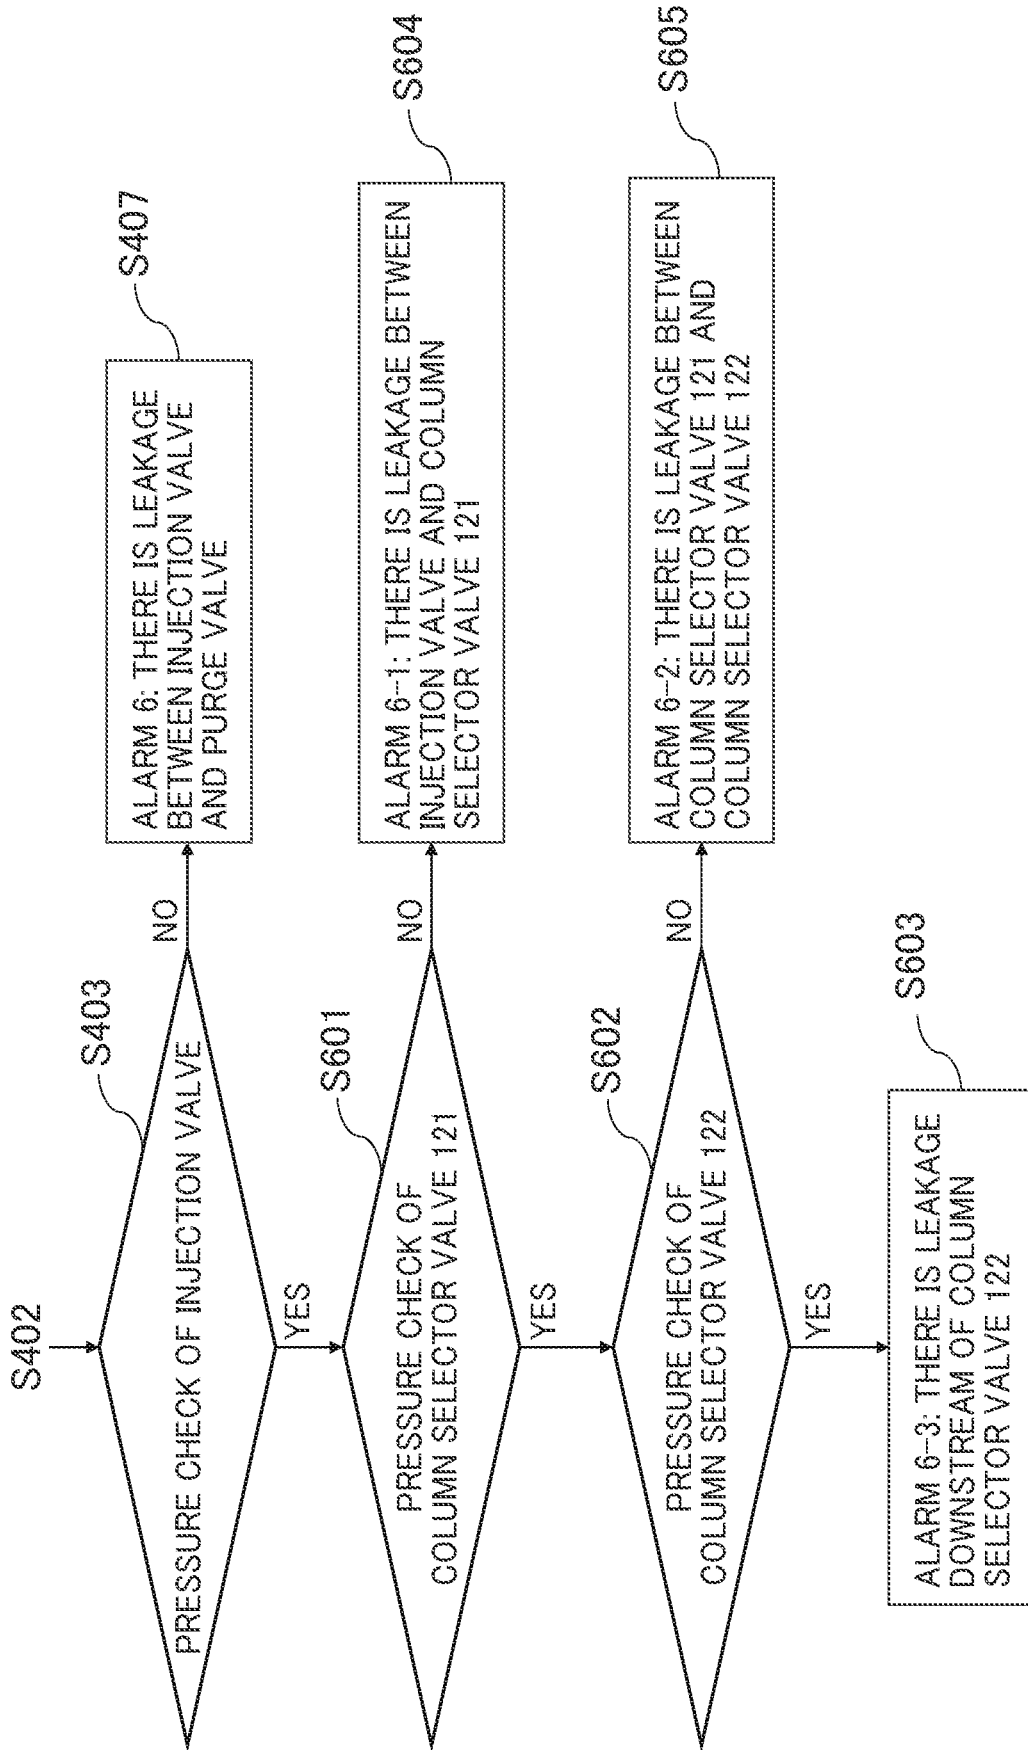 S402
S403
PRESSURE CHECK OF INJECTION VALVE
NO
S407
ALARM 6: THERE IS LEAKAGE
BETWEEN INJECTION VALVE
AND PURGE VALVE
YES
S601
PRESSURE CHECK OF
COLUMN SELECTOR VALVE 121
NO
S604
ALARM 6-1: THERE IS LEAKAGE BETWEEN
INJECTION VALVE AND COLUMN
SELECTOR VALVE 121
YES
S602
PRESSURE CHECK OF
COLUMN SELECTOR VALVE 122
NO
S605
ALARM 6-2: THERE IS LEAKAGE BETWEEN
COLUMN SELECTOR VALVE 121 AND
COLUMN SELECTOR VALVE 122
YES
S603
ALARM 6-3: THERE IS LEAKAGE
DOWNSTREAM OF COLUMN
SELECTOR VALVE 122